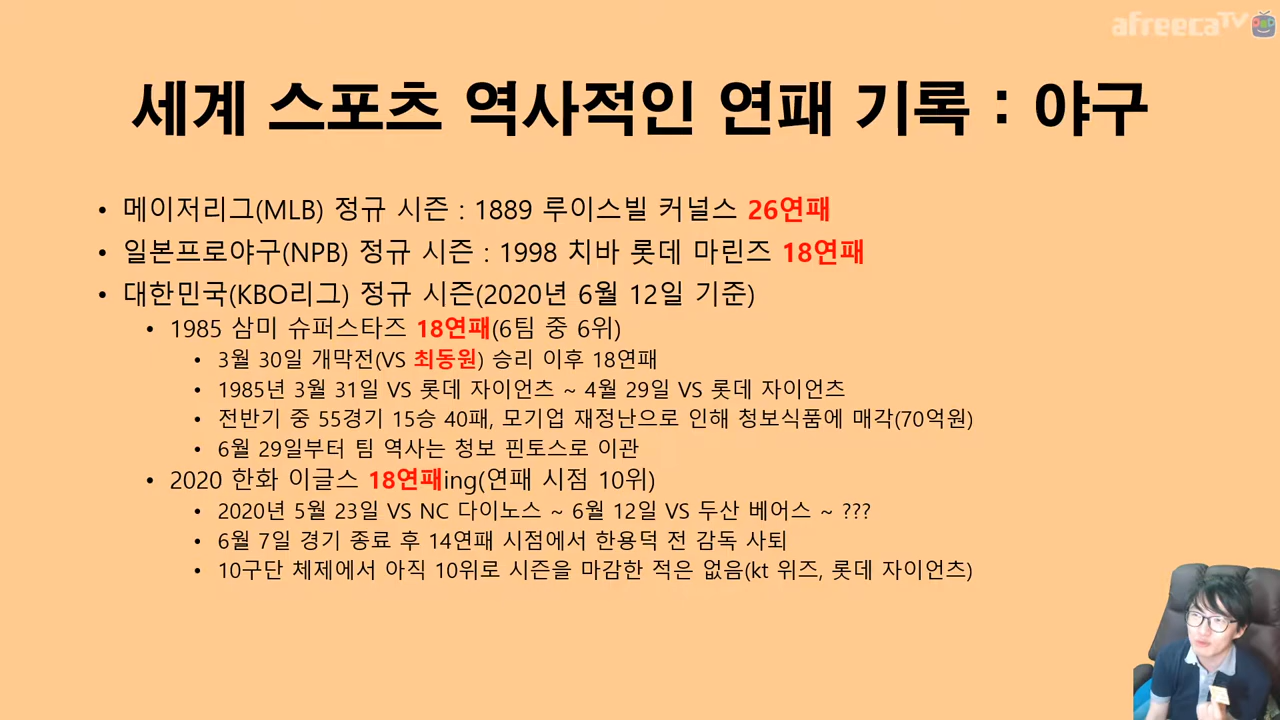 afreecaTV
세계 스포츠 역사적인 연패 기록 : 야구
• 메이저리그(MLB) 정규 시즌 : 1889 루이스빌 커널스 26연패
• 일본프로야구(NPB) 정규 시즌 : 1998 치바 롯데 마린즈 18연패
• 대한민국(KBO리그) 정규 시즌(2020년 6월 12일 기준)
• 1985 삼미 슈퍼스타즈 18연패(6팀 중 6위)
• 3월 30일 개막전(VS 최동원) 승리 이후 18연패
• 1985년 3월 31일 VS 롯데 자이언츠 ~ 4월 29일 VS 롯데 자이언츠
• 전반기 중 55경기 15승 40패, 모기업 재정난으로 인해 청보식품에 매각(70억원)
• 6월 29일부터 팀 역사는 청보 핀토스로 이관
• 2020 한화 이글스 18연패ing(연패 시점 10위)
• 2020년 5월 23일 VS NC 다이노스 ~ 6월 12일 VS 두산 베어스 ~ ???
• 6월 7일 경기 종료 후 14연패 시점에서 한용덕 전 감독 사퇴
• 10구단 체제에서 아직 10위로 시즌을 마감한 적은 없음(kt 위즈, 롯데 자이언츠)